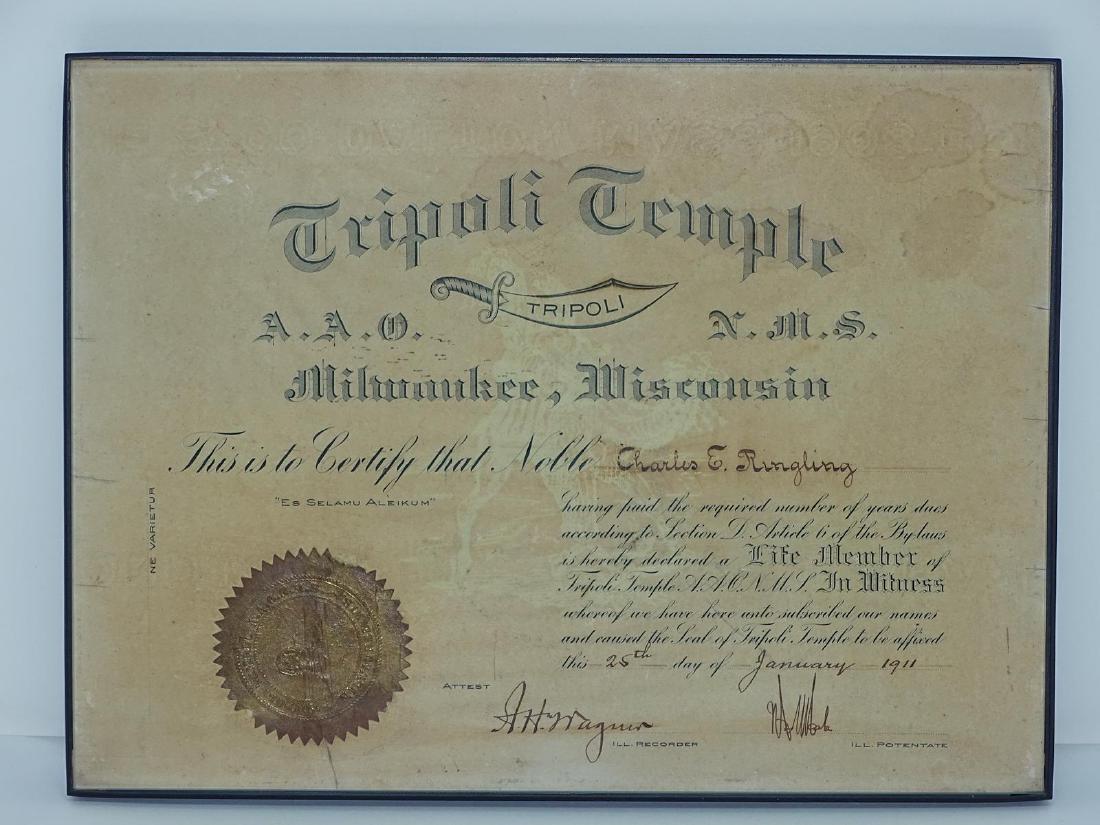 Tripoli Temple
TRIPOLI
A.A.O. N.M.S.
Milwaukee, Wisconsin
This is to Certify that Noble Charles E. Ringling
"ES SELAMU ALEIKUM"
NE VARIETUR
having paid the required number of years dues
according to Section D. Article 6 of the By-laws
is hereby declared a Life Member of
Tripoli Temple A.A.O.N.M.S. In Witness
whereof we have here unto subscribed our names
and caused the Seal of Tripoli Temple to be affixed
this 25th day of January 1911
ATTEST
A.H. Wagner
ILL. RECORDER
ILL. POTENTATE